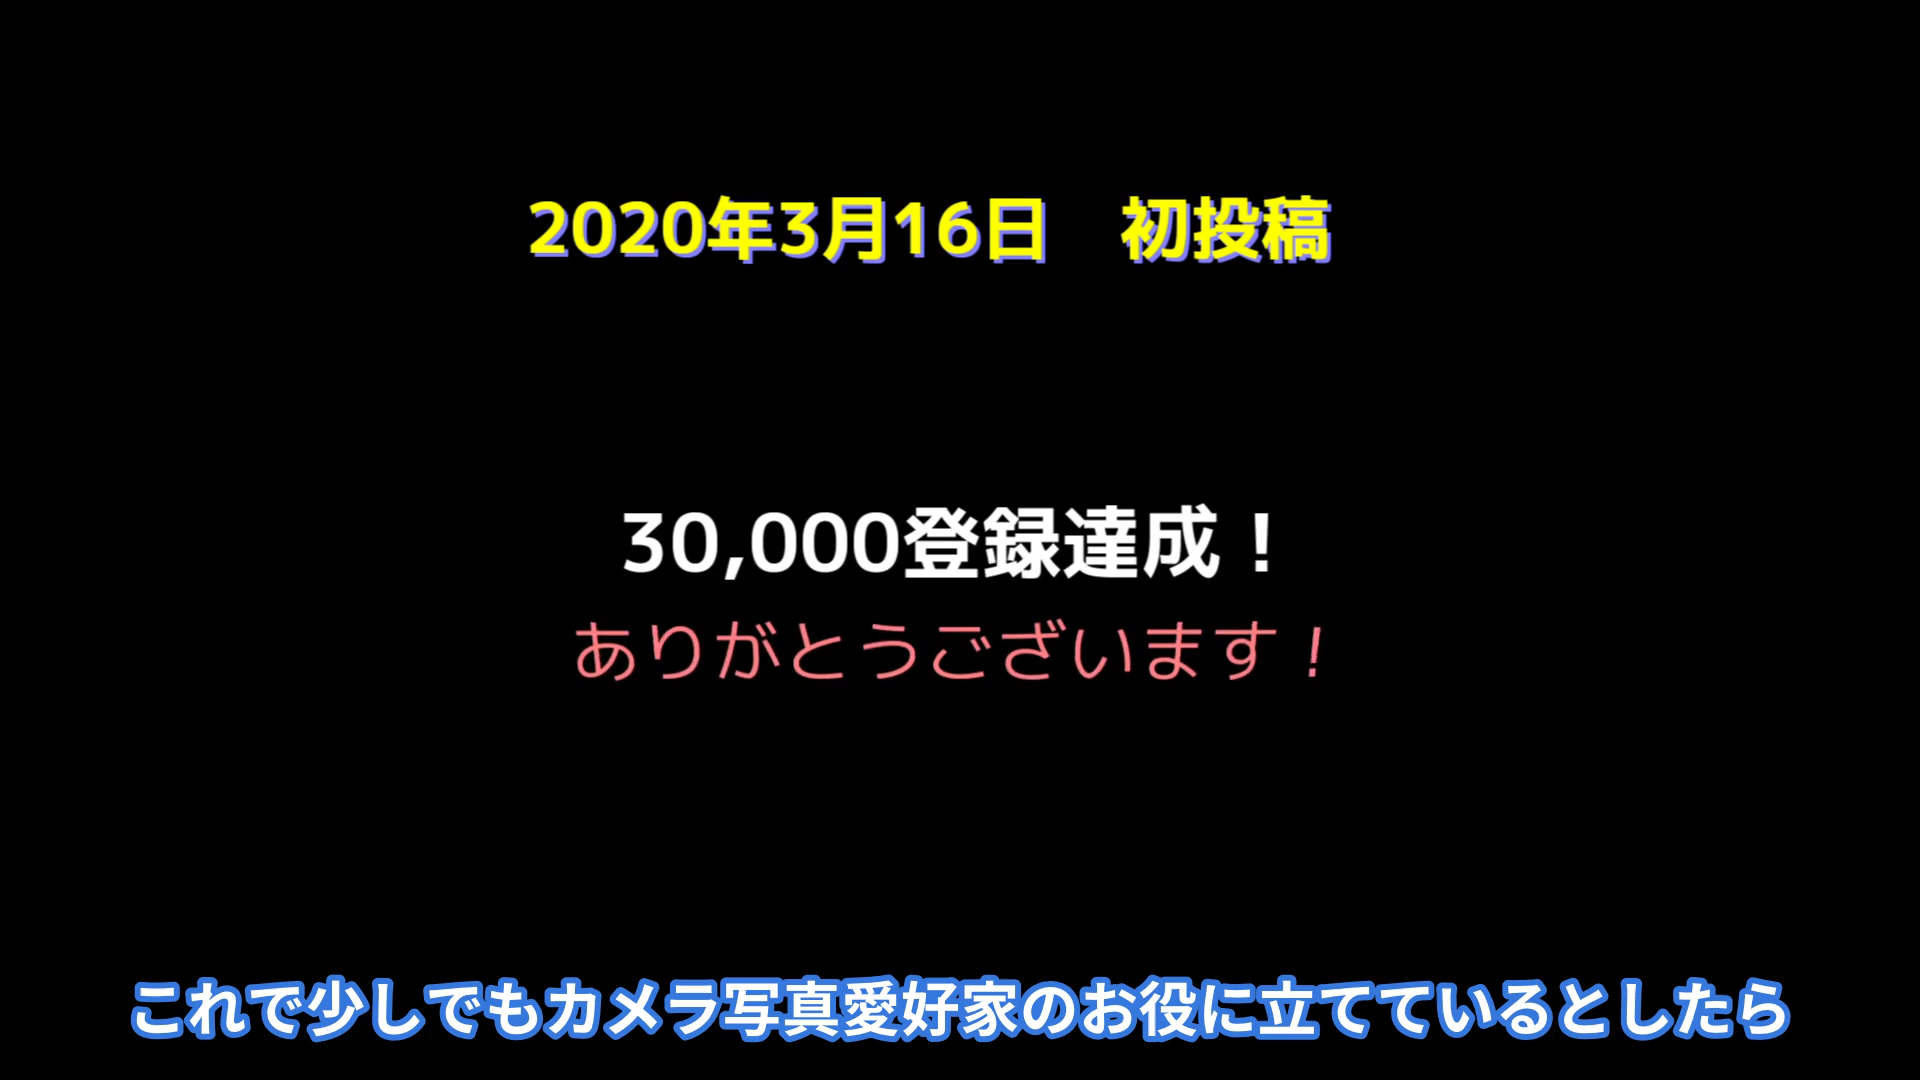 2020年3月16日　初投稿
30,000登録達成！
ありがとうございます！
これで少しでもカメラ写真愛好家のお役に立てているとしたら